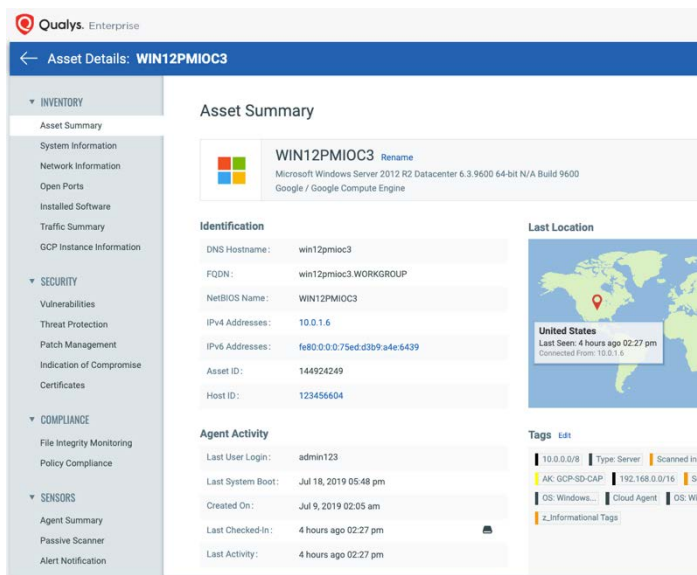 Qualys. Enterprise
Asset Details: WIN12PMIOC3
INVENTORY
Asset Summary
System Information
Network Information
Open Ports
Installed Software
Traffic Summary
GCP Instance Information
SECURITY
Vulnerabilities
Threat Protection
Patch Management
Indication of Compromise
Certificates
COMPLIANCE
File Integrity Monitoring
Policy Compliance
SENSORS
Agent Summary
Passive Scanner
Alert Notification
Asset Summary
WIN12PMIOC3 Rename
Microsoft Windows Server 2012 R2 Datacenter 6.3.9600 64-bit N/A Build 9600
Google / Google Compute Engine
Identification
DNS Hostname: win12pmioc3
FQDN: win12pmioc3.WORKGROUP
NetBIOS Name: WIN12PMIOC3
IPv4 Addresses: 10.0.1.6
IPv6 Addresses: fe80:0:0:0:75ed:d3b9:a4e:6439
Asset ID: 144924249
Host ID: 123456604
Agent Activity
Last User Login: admin123
Last System Boot: Jul 18, 2019 05:48 pm
Created On: Jul 9, 2019 02:05 am
Last Checked-In: 4 hours ago 02:27 pm
Last Activity: 4 hours ago 02:27 pm
Last Location
United States
Last Seen: 4 hours ago 02:27 pm
Connected From: 10.0.1.6
Tags Edit
10.0.0.0/8 Type: Server Scanned in
AK: GCP-SD-CAP 192.168.0.0/16 S
OS: Windows... Cloud Agent OS: Wi
z_Informational Tags